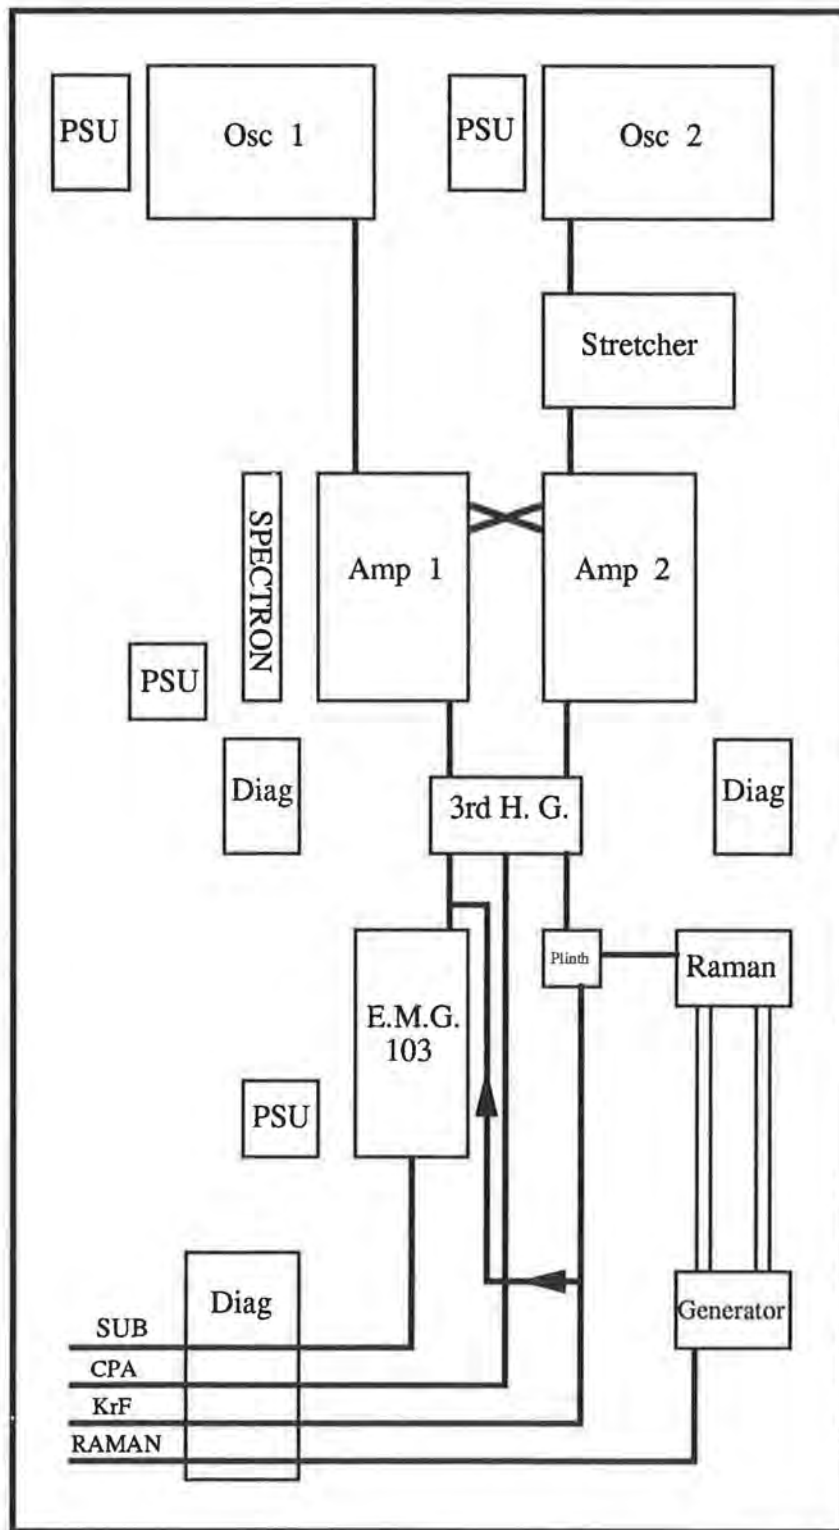 PSU
Osc 1
PSU
Osc 2
Stretcher
SPECTRON
Amp 1
Amp 2
PSU
Diag
3rd H. G.
Diag
Plinth
Raman
E.M.G.
103
PSU
Diag
Generator
SUB
CPA
KrF
RAMAN